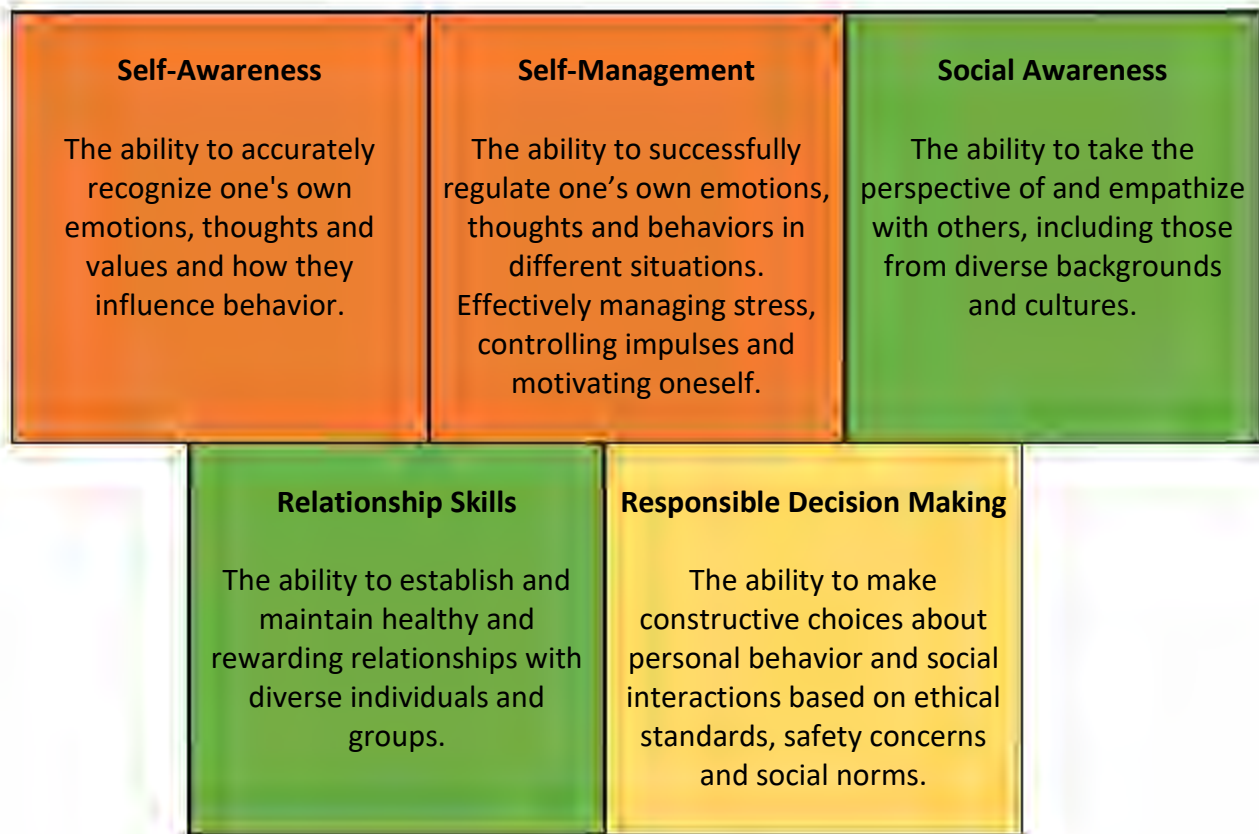 Self-Awareness
The ability to accurately
recognize one's own
emotions, thoughts and
values and how they
influence behavior.
Self-Management
The ability to successfully
regulate one’s own emotions,
thoughts and behaviors in
different situations.
Effectively managing stress,
controlling impulses and
motivating oneself.
Social Awareness
The ability to take the
perspective of and empathize
with others, including those
from diverse backgrounds
and cultures.
Relationship Skills
The ability to establish and
maintain healthy and
rewarding relationships with
diverse individuals and
groups.
Responsible Decision Making
The ability to make
constructive choices about
personal behavior and social
interactions based on ethical
standards, safety concerns
and social norms.